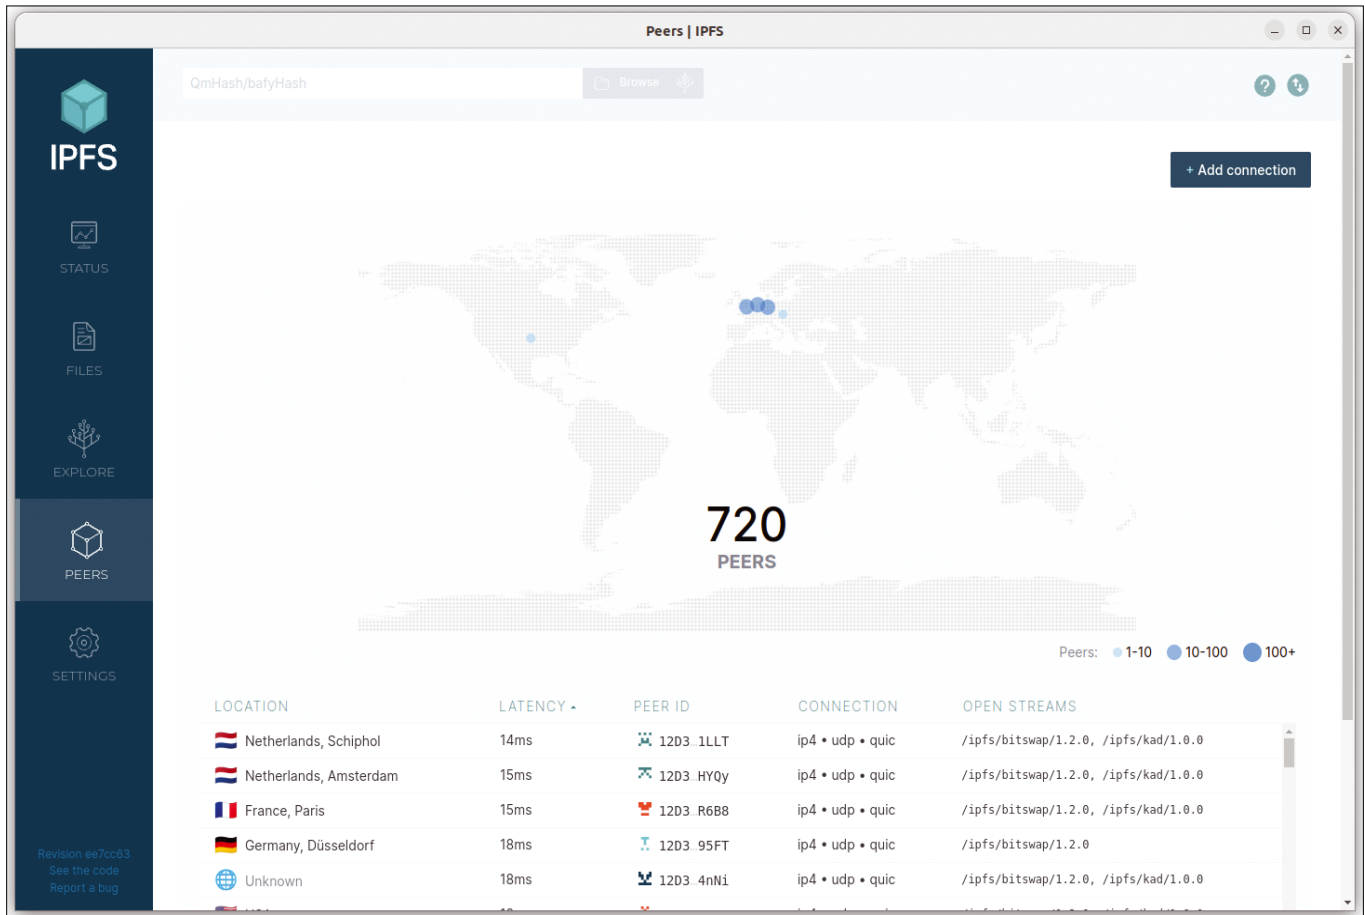 Peers | IPFS
QmHash/bafyHash
Browse
IPFS
+ Add connection
STATUS
FILES
EXPLORE
PEERS
SETTINGS
720
PEERS
Peers: 1-10 10-100 100+
LOCATION LATENCY PEER ID CONNECTION OPEN STREAMS
Netherlands, Schiphol 14ms 12D3…1LLT ip4 • udp • quic /ipfs/bitswap/1.2.0, /ipfs/kad/1.0.0
Netherlands, Amsterdam 15ms 12D3…HYQy ip4 • udp • quic /ipfs/bitswap/1.2.0, /ipfs/kad/1.0.0
France, Paris 15ms 12D3…R6B8 ip4 • udp • quic /ipfs/bitswap/1.2.0, /ipfs/kad/1.0.0
Germany, Düsseldorf 18ms 12D3…95FT ip4 • udp • quic /ipfs/bitswap/1.2.0
Unknown 18ms 12D3…4nNi ip4 • udp • quic /ipfs/bitswap/1.2.0, /ipfs/kad/1.0.0
Revision ee7cc63
See the code
Report a bug